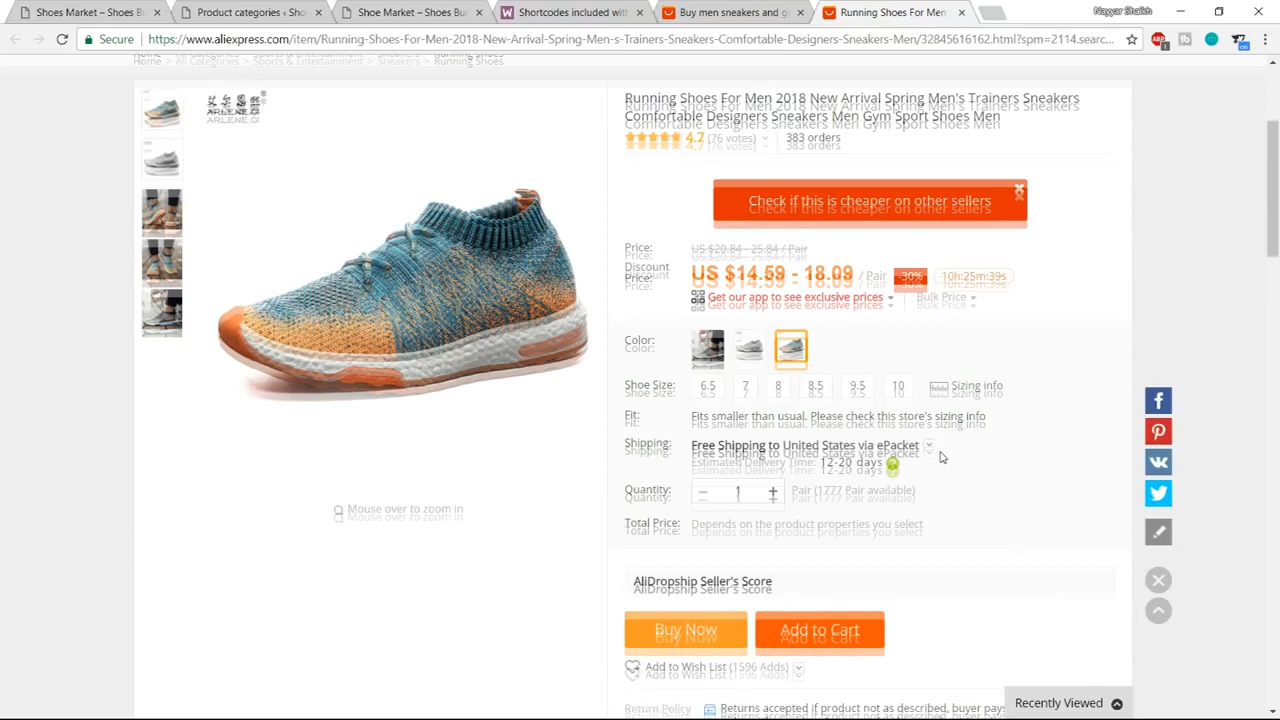 Shoes Market – Shoes Bu
Product categories ‹ Sho
Shoe Market – Shoes Bus
Shortcodes included with
Buy men sneakers and g
Running Shoes For Men
Nayyar Shaikh
Secure
https://www.aliexpress.com/item/Running-Shoes-For-Men-2018-New-Arrival-Spring-Men-s-Trainers-Sneakers-Comfortable-Designers-Sneakers-Men/32845616162.html?spm=2114.searc...
Home > All Categories > Sports & Entertainment > Sneakers > Running Shoes
ARLENE.CI
Running Shoes For Men 2018 New Arrival Spring Men's Trainers Sneakers
Comfortable Designers Sneakers Men Gym Sport Shoes Men
4.7 (76 votes) 383 orders
Check if this is cheaper on other sellers
Price: US $20.84 - 25.84 / Pair
Discount Price: US $14.59 - 18.09 / Pair -30% 10h:25m:39s
Get our app to see exclusive prices Bulk Price
Color:
Shoe Size: 6.5 7 8 8.5 9.5 10 Sizing info
Fit: Fits smaller than usual. Please check this store's sizing info
Shipping: Free Shipping to United States via ePacket
Estimated Delivery Time: 12-20 days
Quantity: 1 Pair (1777 Pair available)
Total Price: Depends on the product properties you select
Mouse over to zoom in
AliDropship Seller's Score
Buy Now Add to Cart
Add to Wish List (1596 Adds)
Return Policy Returns accepted if product not as described, buyer pays
Recently Viewed